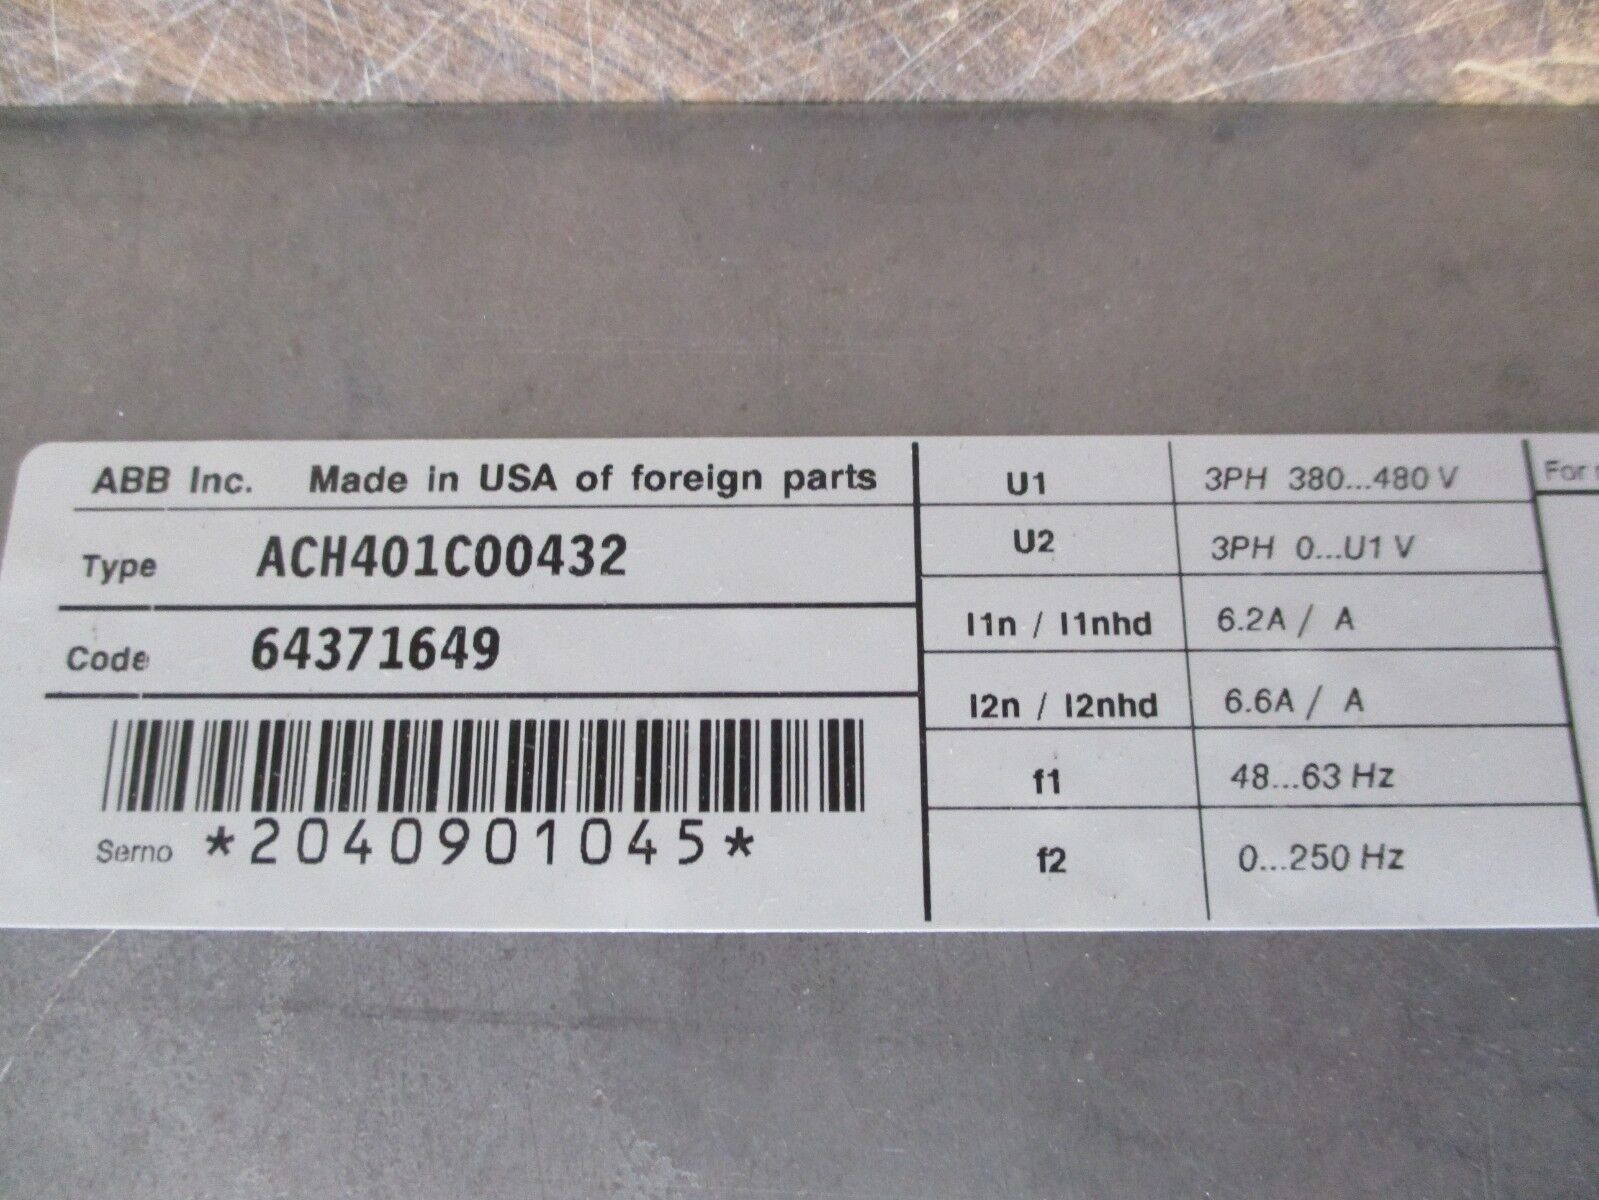 ABB Inc. Made in USA of foreign parts
Type ACH401C00432
Code 64371649
Serno *2040901045*
U1 3PH 380...480 V
U2 3PH 0...U1 V
I1n / I1nhd 6.2A / A
I2n / I2nhd 6.6A / A
f1 48...63 Hz
f2 0...250 Hz
For